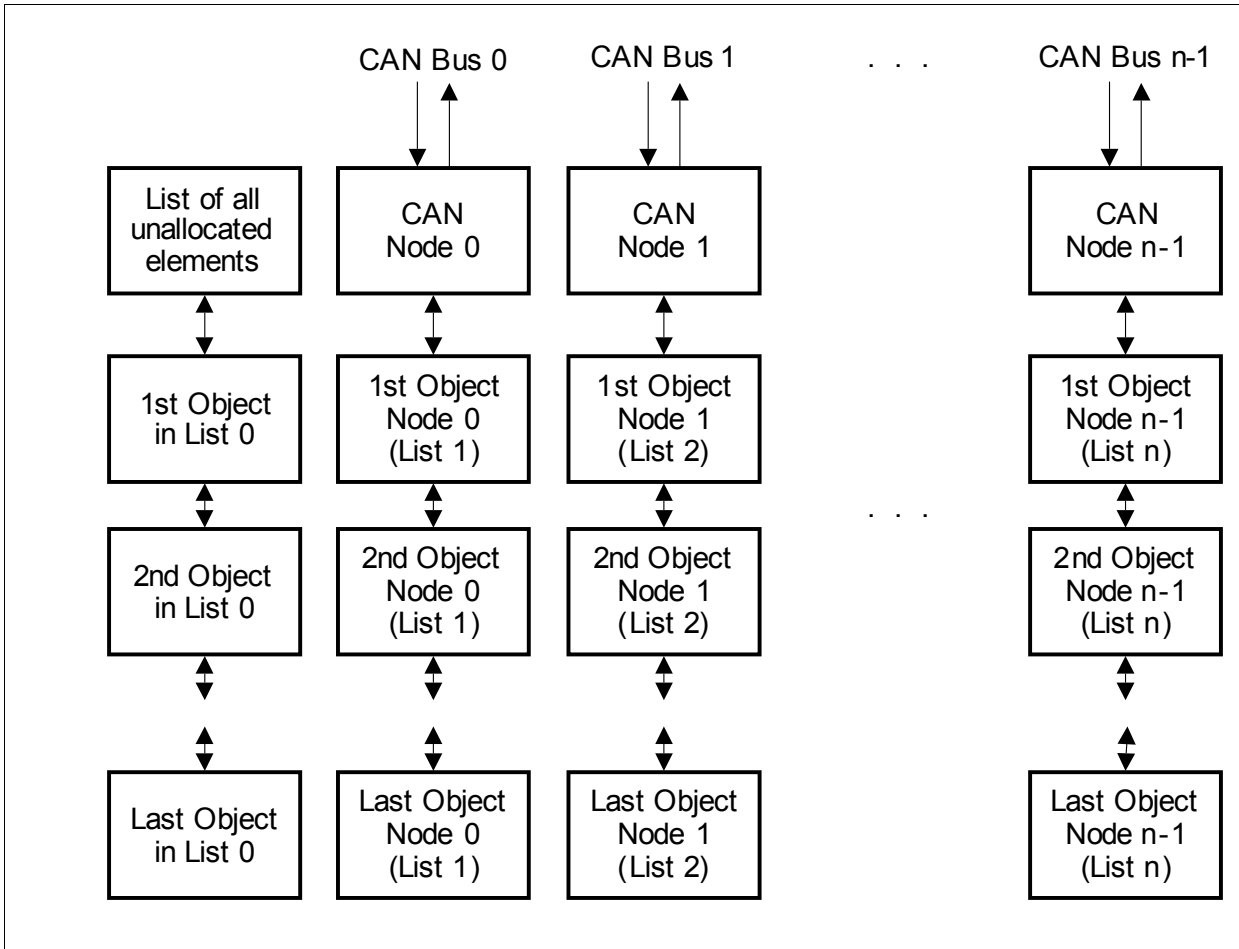 CAN Bus 0
CAN Bus 1
. . .
CAN Bus n-1
List of all
unallocated
elements
CAN
Node 0
CAN
Node 1
CAN
Node n-1
1st Object
in List 0
1st Object
Node 0
(List 1)
1st Object
Node 1
(List 2)
1st Object
Node n-1
(List n)
. . .
2nd Object
in List 0
2nd Object
Node 0
(List 1)
2nd Object
Node 1
(List 2)
2nd Object
Node n-1
(List n)
Last Object
in List 0
Last Object
Node 0
(List 1)
Last Object
Node 1
(List 2)
Last Object
Node n-1
(List n)